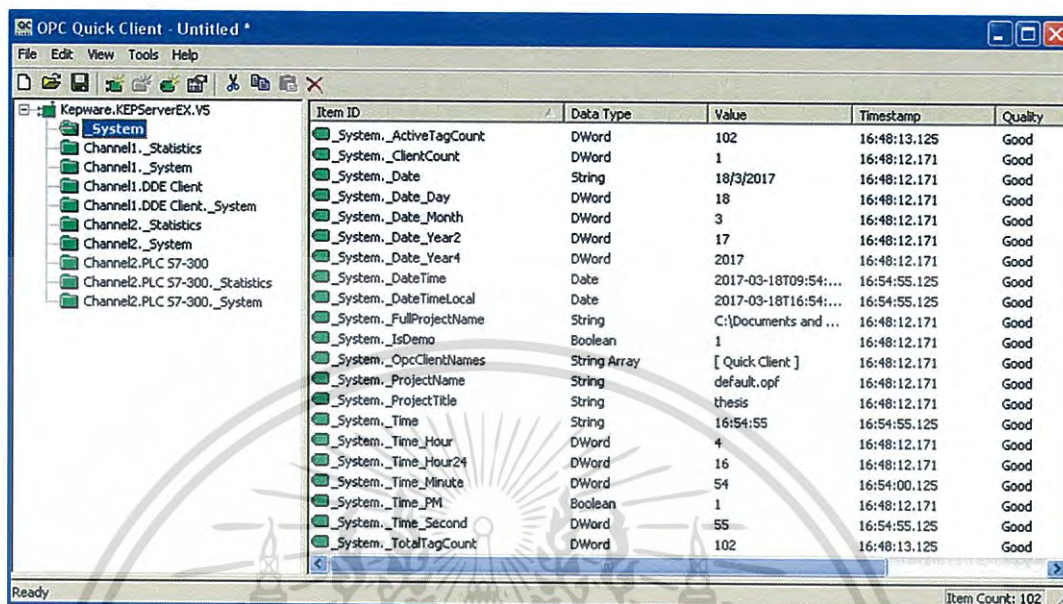 OPC Quick Client - Untitled *
File Edit View Tools Help
Kepware.KEPServerEX.V5
_System
Channel1._Statistics
Channel1._System
Channel1.DDE Client
Channel1.DDE Client._System
Channel2._Statistics
Channel2._System
Channel2.PLC S7-300
Channel2.PLC S7-300._Statistics
Channel2.PLC S7-300._System
Item ID Data Type Value Timestamp Quality
_System._ActiveTagCount DWord 102 16:48:13.125 Good
_System._ClientCount DWord 1 16:48:12.171 Good
_System._Date String 18/3/2017 16:48:12.171 Good
_System._Date_Day DWord 18 16:48:12.171 Good
_System._Date_Month DWord 3 16:48:12.171 Good
_System._Date_Year2 DWord 17 16:48:12.171 Good
_System._Date_Year4 DWord 2017 16:48:12.171 Good
_System._DateTime Date 2017-03-18T09:54:... 16:54:55.125 Good
_System._DateTimeLocal Date 2017-03-18T16:54:... 16:54:55.125 Good
_System._FullProjectName String C:\Documents and ... 16:48:12.171 Good
_System._IsDemo Boolean 1 16:48:12.171 Good
_System._OpcClientNames String Array [ Quick Client ] 16:48:12.171 Good
_System._ProjectName String default.opf 16:48:12.171 Good
_System._ProjectTitle String thesis 16:48:12.171 Good
_System._Time String 16:54:55 16:54:55.125 Good
_System._Time_Hour DWord 4 16:48:12.171 Good
_System._Time_Hour24 DWord 16 16:48:12.171 Good
_System._Time_Minute DWord 54 16:54:00.125 Good
_System._Time_PM Boolean 1 16:48:12.171 Good
_System._Time_Second DWord 55 16:54:55.125 Good
_System._TotalTagCount DWord 102 16:48:13.125 Good
Ready Item Count: 102